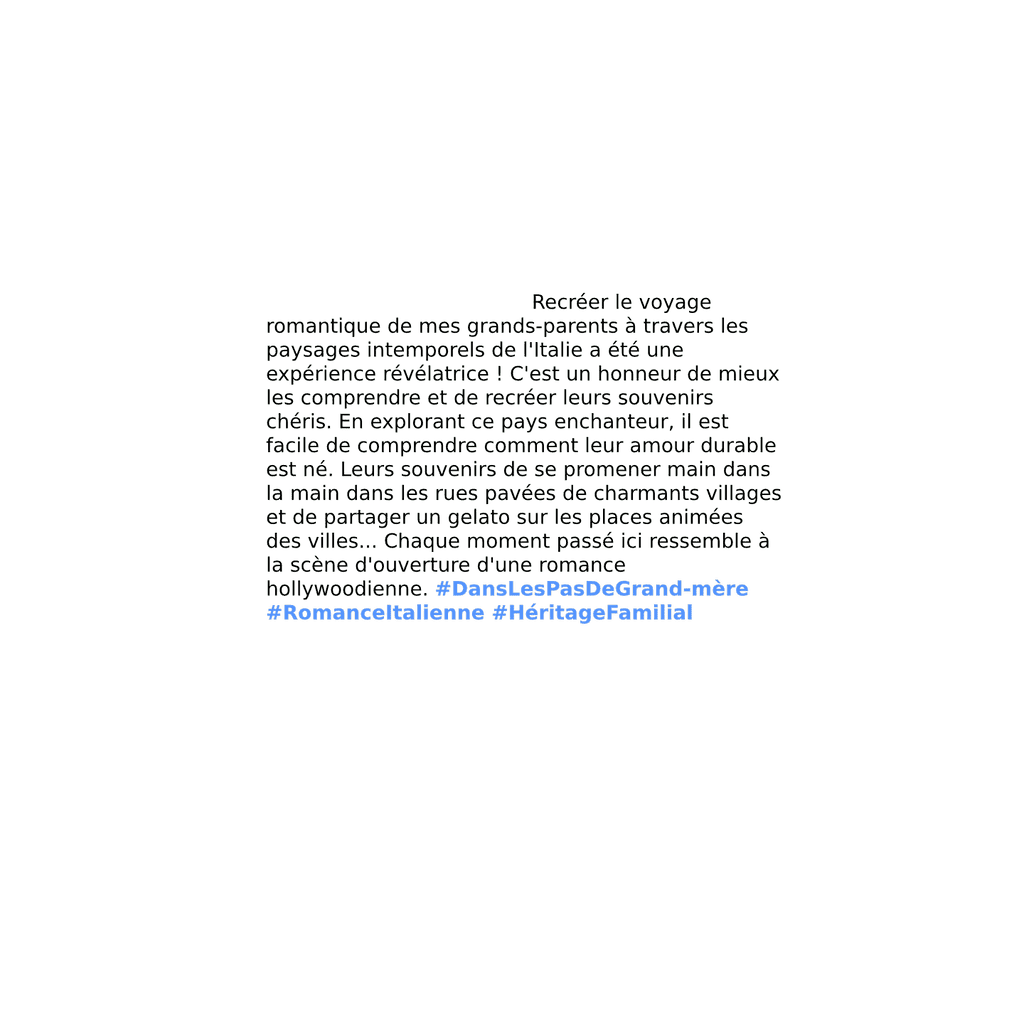 Recréer le voyage
romantique de mes grands-parents à travers les
paysages intemporels de l'Italie a été une
expérience révélatrice ! C'est un honneur de mieux
les comprendre et de recréer leurs souvenirs
chéris. En explorant ce pays enchanteur, il est
facile de comprendre comment leur amour durable
est né. Leurs souvenirs de se promener main dans
la main dans les rues pavées de charmants villages
et de partager un gelato sur les places animées
des villes... Chaque moment passé ici ressemble à
la scène d'ouverture d'une romance
hollywoodienne. #DansLesPasDeGrand-mère
#RomanceItalienne #HéritageFamilial